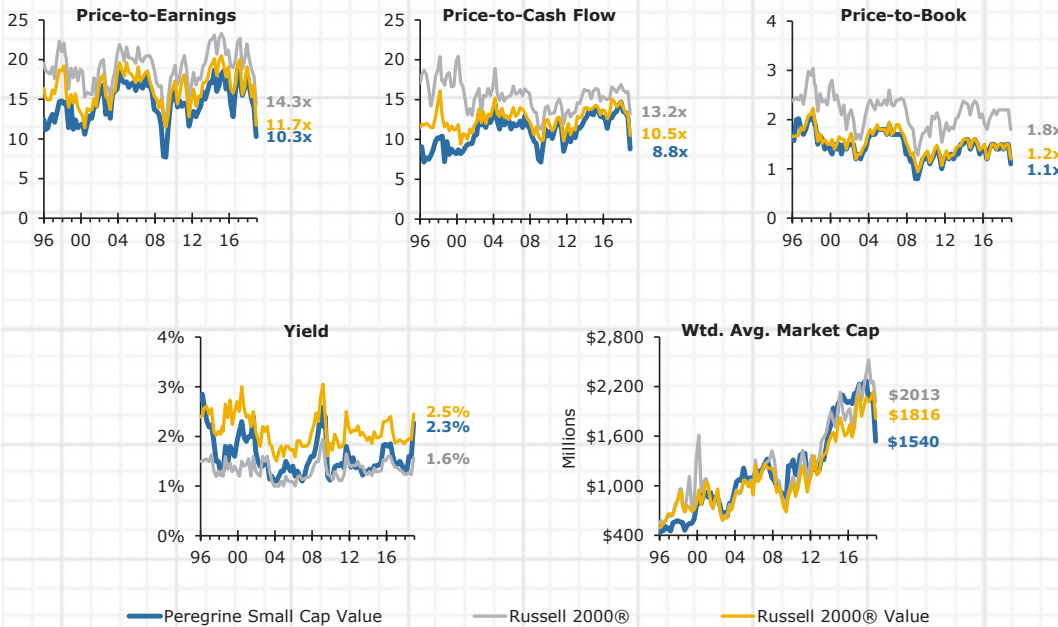 Price-to-Earnings
25
20
15
10
5
0
96 00 04 08 12 16
14.3x
11.7x
10.3x
Price-to-Cash Flow
25
20
15
10
5
0
96 00 04 08 12 16
13.2x
10.5x
8.8x
Price-to-Book
4
3
2
1
0
96 00 04 08 12 16
1.8x
1.2x
1.1x
Yield
4%
3%
2%
1%
0%
96 00 04 08 12 16
2.5%
2.3%
1.6%
Wtd. Avg. Market Cap
Millions
$2,800
$2,200
$1,600
$1,000
$400
96 00 04 08 12 16
$2013
$1816
$1540
Peregrine Small Cap Value
Russell 2000®
Russell 2000® Value